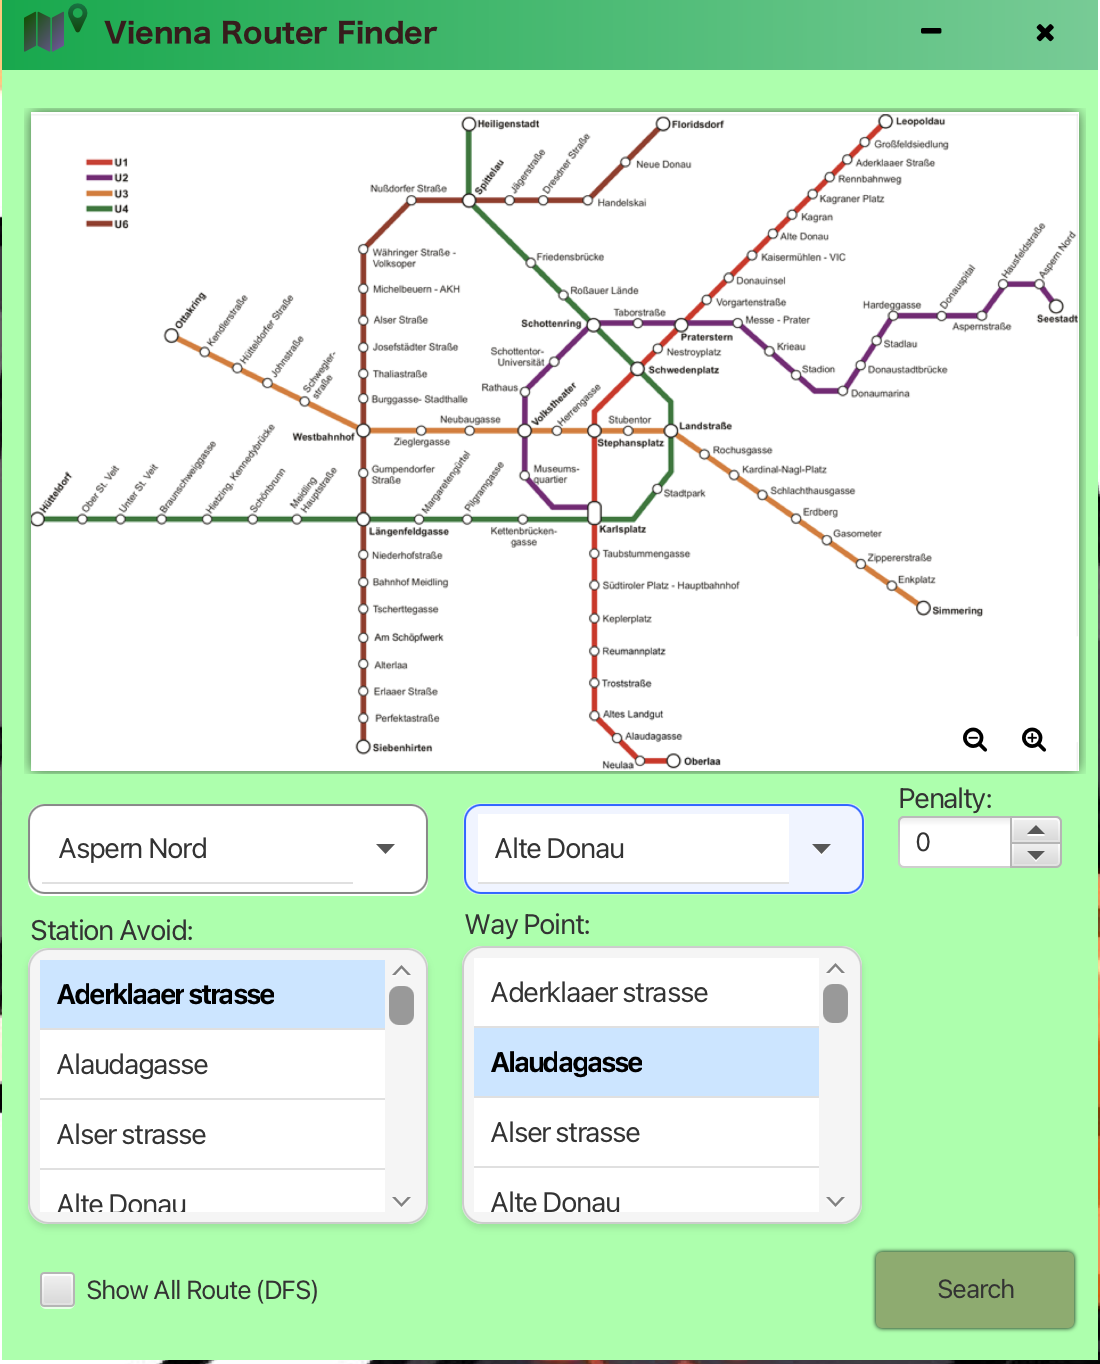 Vienna Router Finder
U1
U2
U3
U4
U6
Heiligenstadt
Floridsdorf
Leopoldau
Großfeldsiedlung
Aderklaaer Straße
Rennbahnweg
Kagraner Platz
Kagran
Alte Donau
Kaisermühlen - VIC
Donauinsel
Vorgartenstraße
Nußdorfer Straße
Spittelau
Jägerstraße
Dresdner Straße
Neue Donau
Handelskai
Währinger Straße -
Volksoper
Michelbeuern - AKH
Alser Straße
Josefstädter Straße
Thaliastraße
Burggasse- Stadthalle
Friedensbrücke
Roßauer Lände
Schottenring
Taborstraße
Praterstern
Messe - Prater
Krieau
Stadion
Donaumarina
Donaustadtbrücke
Stadlau
Hardeggasse
Donauspital
Aspernstraße
Hausfeldstraße
Aspern Nord
Seestadt
Nestroyplatz
Schwedenplatz
Schottentor-
Universität
Rathaus
Volkstheater
Herrengasse
Stubentor
Stephansplatz
Landstraße
Ottakring
Kendlerstraße
Hütteldorfer Straße
Johnstraße
Schwegler-
straße
Westbahnhof
Zieglergasse
Neubaugasse
Rochusgasse
Kardinal-Nagl-Platz
Schlachthausgasse
Erdberg
Gasometer
Zippererstraße
Enkplatz
Simmering
Hütteldorf
Ober St. Veit
Unter St. Veit
Braunschweiggasse
Hietzing, Kennedybrücke
Schönbrunn
Meidling
Hauptstraße
Gumpendorfer
Straße
Längenfeldgasse
Margaretengürtel
Pilgramgasse
Kettenbrücken-
gasse
Museums-
quartier
Stadtpark
Karlsplatz
Taubstummengasse
Südtiroler Platz - Hauptbahnhof
Keplerplatz
Reumannplatz
Troststraße
Altes Landgut
Alaudagasse
Neulaa
Oberlaa
Niederhofstraße
Bahnhof Meidling
Tscherttegasse
Am Schöpfwerk
Alterlaa
Erlaaer Straße
Perfektastraße
Siebenhirten
Aspern Nord
Alte Donau
Penalty:
0
Station Avoid:
Way Point:
Aderklaaer strasse
Alaudagasse
Alser strasse
Alte Donau
Aderklaaer strasse
Alaudagasse
Alser strasse
Alte Donau
Show All Route (DFS)
Search